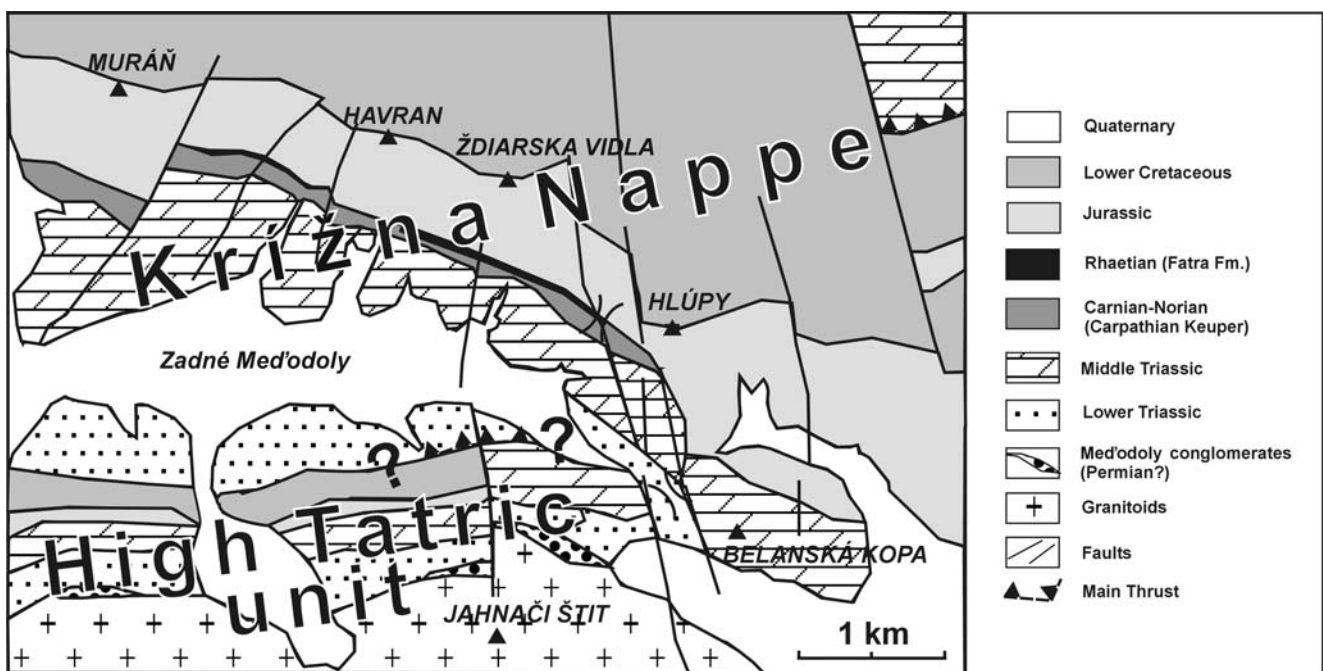 MURÁŇ
HAVRAN
ŽDIARSKA VIDLA
Krížna Nappe
HLÚPY
Zadné Meďodoly
?
?
High Tatric
unit
BELANSKÁ KOPA
JAHNAČI ŠTIT
1 km
Quaternary
Lower Cretaceous
Jurassic
Rhaetian (Fatra Fm.)
Carnian-Norian
(Carpathian Keuper)
Middle Triassic
Lower Triassic
Meďodoly conglomerates
(Permian?)
Granitoids
Faults
Main Thrust